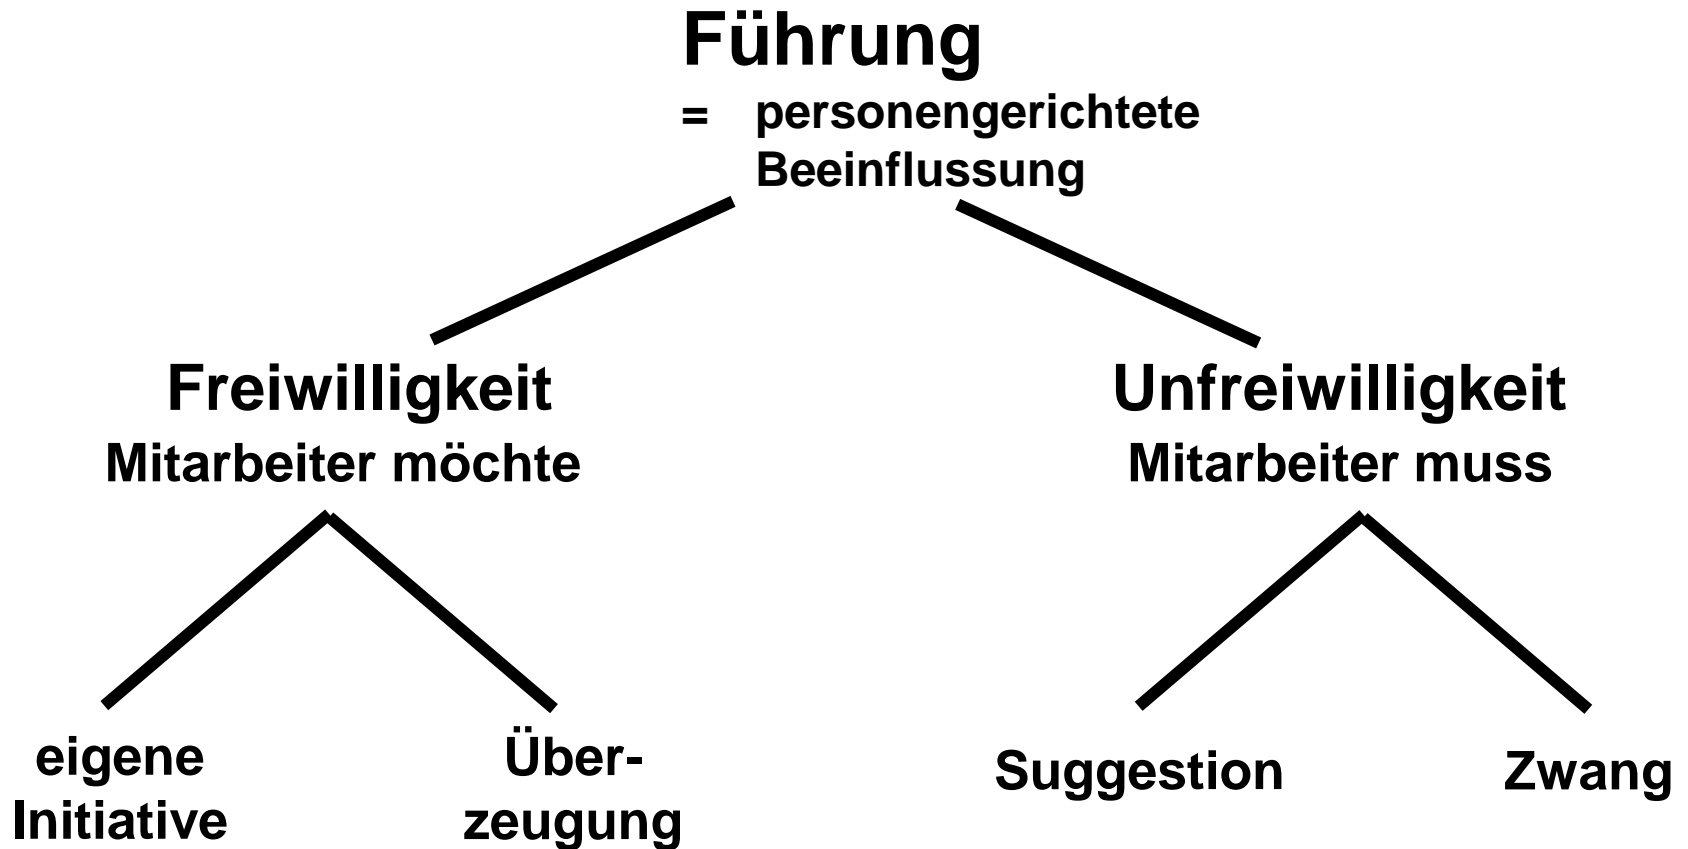 Führung
= personengerichtete
Beeinflussung
Freiwilligkeit
Mitarbeiter möchte
Unfreiwilligkeit
Mitarbeiter muss
eigene
Initiative
Über-
zeugung
Suggestion
Zwang